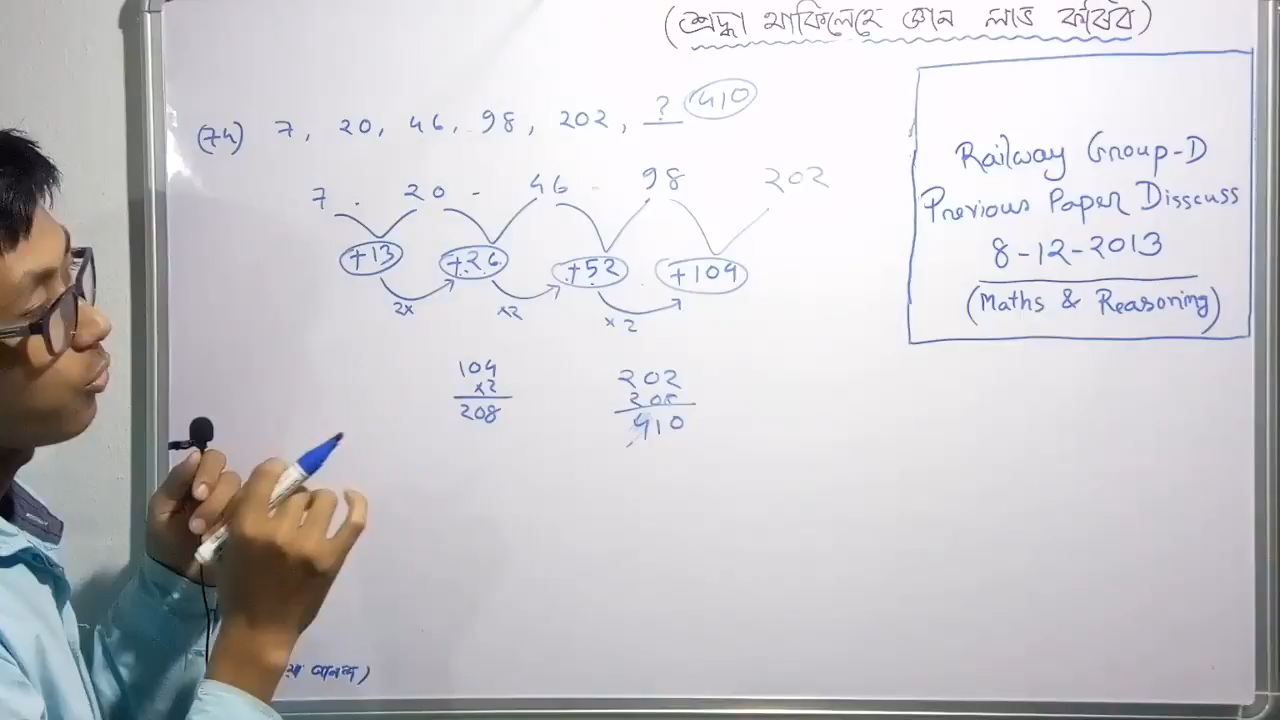 (শ্রদ্ধা থাকিলেহে জ্ঞান লাভ কৰিব)
(74) 7, 20, 46, 98, 202, ? 410
7 . 20 - 46 - 98 202
+13 +26 +52 +104
2x x2 x2
104
x2
208
202
208
410
Railway Group-D
Previous Paper Disscuss
8-12-2013
(Maths & Reasoning)